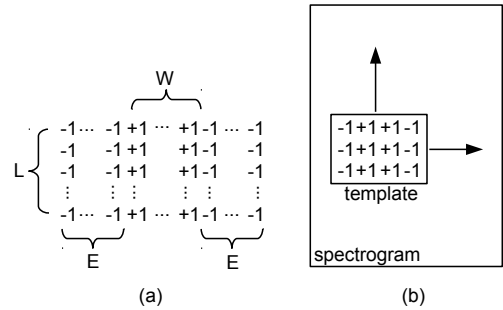 W
-1 ··· -1 +1 ··· +1 -1 ··· -1
-1 -1 +1 +1 -1 -1
L
-1 -1 +1 +1 -1 -1
⋮ ⋮ ⋮ ⋮ ⋮ ⋮
-1 ··· -1 +1 ··· +1 -1 ··· -1
E E
(a)
-1 +1 +1 -1
-1 +1 +1 -1
-1 +1 +1 -1
template
spectrogram
(b)